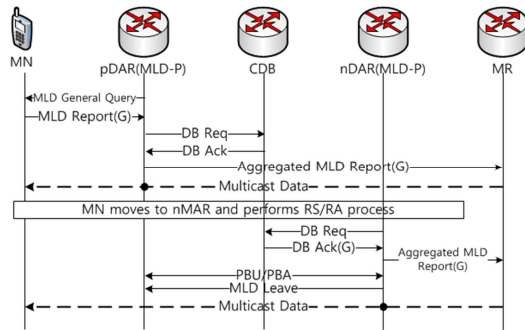 MN
pDAR(MLD-P)
CDB
nDAR(MLD-P)
MR
MLD General Query
MLD Report(G)
DB Req
DB Ack
Aggregated MLD Report(G)
Multicast Data
MN moves to nMAR and performs RS/RA process
DB Req
DB Ack(G)
Aggregated MLD
Report(G)
PBU/PBA
MLD Leave
Multicast Data